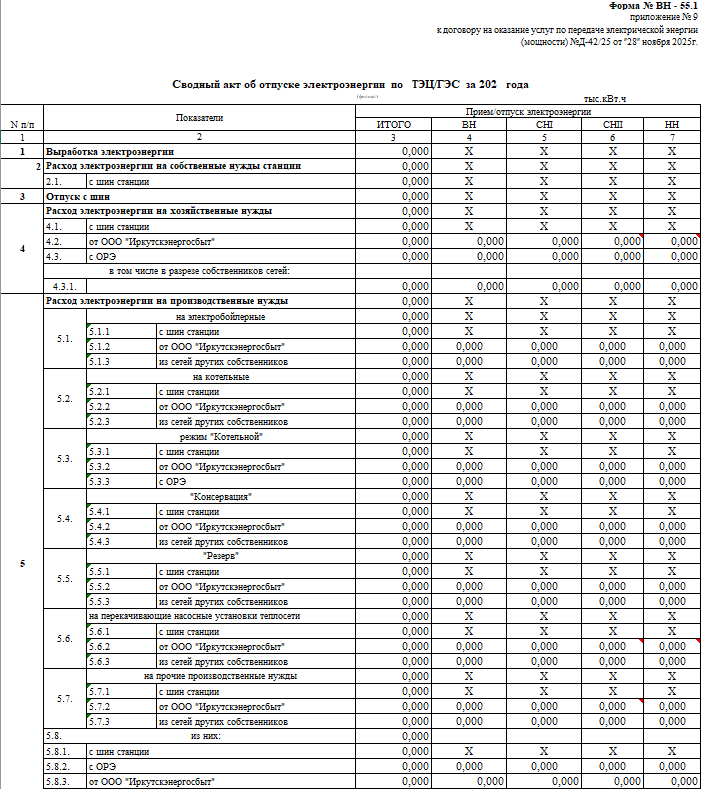 Форма № ВН - 55.1
приложение № 9
к договору на оказание услуг по передаче электрической энергии
(мощности) №Д-42/25 от "28" ноября 2025г.
Сводный акт об отпуске электроэнергии по ТЭЦ/ГЭС за 202 года
тыс.кВт.ч
N п/п Показатели Прием/отпуск электроэнергии
ИТОГО ВН СНI СНII НН
1 2 3 4 5 6 7
1 Выработка электроэнергии 0,000 X X X X
2 Расход электроэнергии на собственные нужды станции 0,000 X X X X
2.1. с шин станции 0,000 X X X X
3 Отпуск с шин 0,000 X X X X
4 Расход электроэнергии на хозяйственные нужды 0,000 X X X X
4.1. с шин станции 0,000 X X X X
4.2. от ООО "Иркутскэнергосбыт" 0,000 0,000 0,000 0,000 0,000
4.3. с ОРЭ 0,000 0,000 0,000 0,000 0,000
в том числе в разрезе собственников сетей: 0,000
4.3.1. 0,000 0,000 0,000 0,000 0,000
5 Расход электроэнергии на производственные нужды 0,000 X X X X
5.1. на электробойлерные 0,000 X X X X
5.1.1 с шин станции 0,000 X X X X
5.1.2 от ООО "Иркутскэнергосбыт" 0,000 0,000 0,000 0,000 0,000
5.1.3 из сетей других собственников 0,000 0,000 0,000 0,000 0,000
5.2. на котельные 0,000 X X X X
5.2.1 с шин станции 0,000 X X X X
5.2.2 от ООО "Иркутскэнергосбыт" 0,000 0,000 0,000 0,000 0,000
5.2.3 из сетей других собственников 0,000 0,000 0,000 0,000 0,000
5.3. режим "Котельной" 0,000 X X X X
5.3.1 с шин станции 0,000 X X X X
5.3.2 от ООО "Иркутскэнергосбыт" 0,000 0,000 0,000 0,000 0,000
5.3.3 с ОРЭ 0,000 0,000 0,000 0,000 0,000
5.4. "Консервация" 0,000 X X X X
5.4.1 с шин станции 0,000 X X X X
5.4.2 от ООО "Иркутскэнергосбыт" 0,000 0,000 0,000 0,000 0,000
5.4.3 из сетей других собственников 0,000 0,000 0,000 0,000 0,000
5.5. "Резерв" 0,000 X X X X
5.5.1 с шин станции 0,000 X X X X
5.5.2 от ООО "Иркутскэнергосбыт" 0,000 0,000 0,000 0,000 0,000
5.5.3 из сетей других собственников 0,000 0,000 0,000 0,000 0,000
5.6. на перекачивающие насосные установки теплосети 0,000 X X X X
5.6.1 с шин станции 0,000 X X X X
5.6.2 от ООО "Иркутскэнергосбыт" 0,000 0,000 0,000 0,000 0,000
5.6.3 из сетей других собственников 0,000 0,000 0,000 0,000 0,000
5.7. на прочие производственные нужды 0,000 X X X X
5.7.1 с шин станции 0,000 X X X X
5.7.2 от ООО "Иркутскэнергосбыт" 0,000 0,000 0,000 0,000 0,000
5.7.3 из сетей других собственников 0,000 0,000 0,000 0,000 0,000
5.8. из них: 0,000
5.8.1. с шин станции 0,000 X X X X
5.8.2. с ОРЭ 0,000 0,000 0,000 0,000 0,000
5.8.3. от ООО "Иркутскэнергосбыт" 0,000 0,000 0,000 0,000 0,000